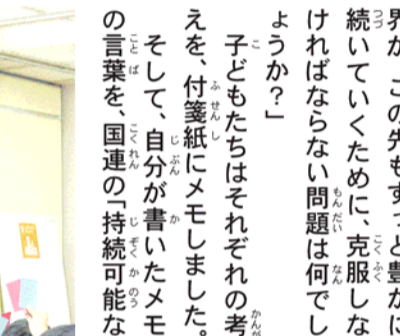 界が、この先もずっと豊かに
続いていくために、克服しな
ければならない問題は何でし
ょうか？」
子どもたちはそれぞれの考
えを、付箋紙にメモしました。
そして、自分が書いたメモ
の言葉を、国連の「持続可能な